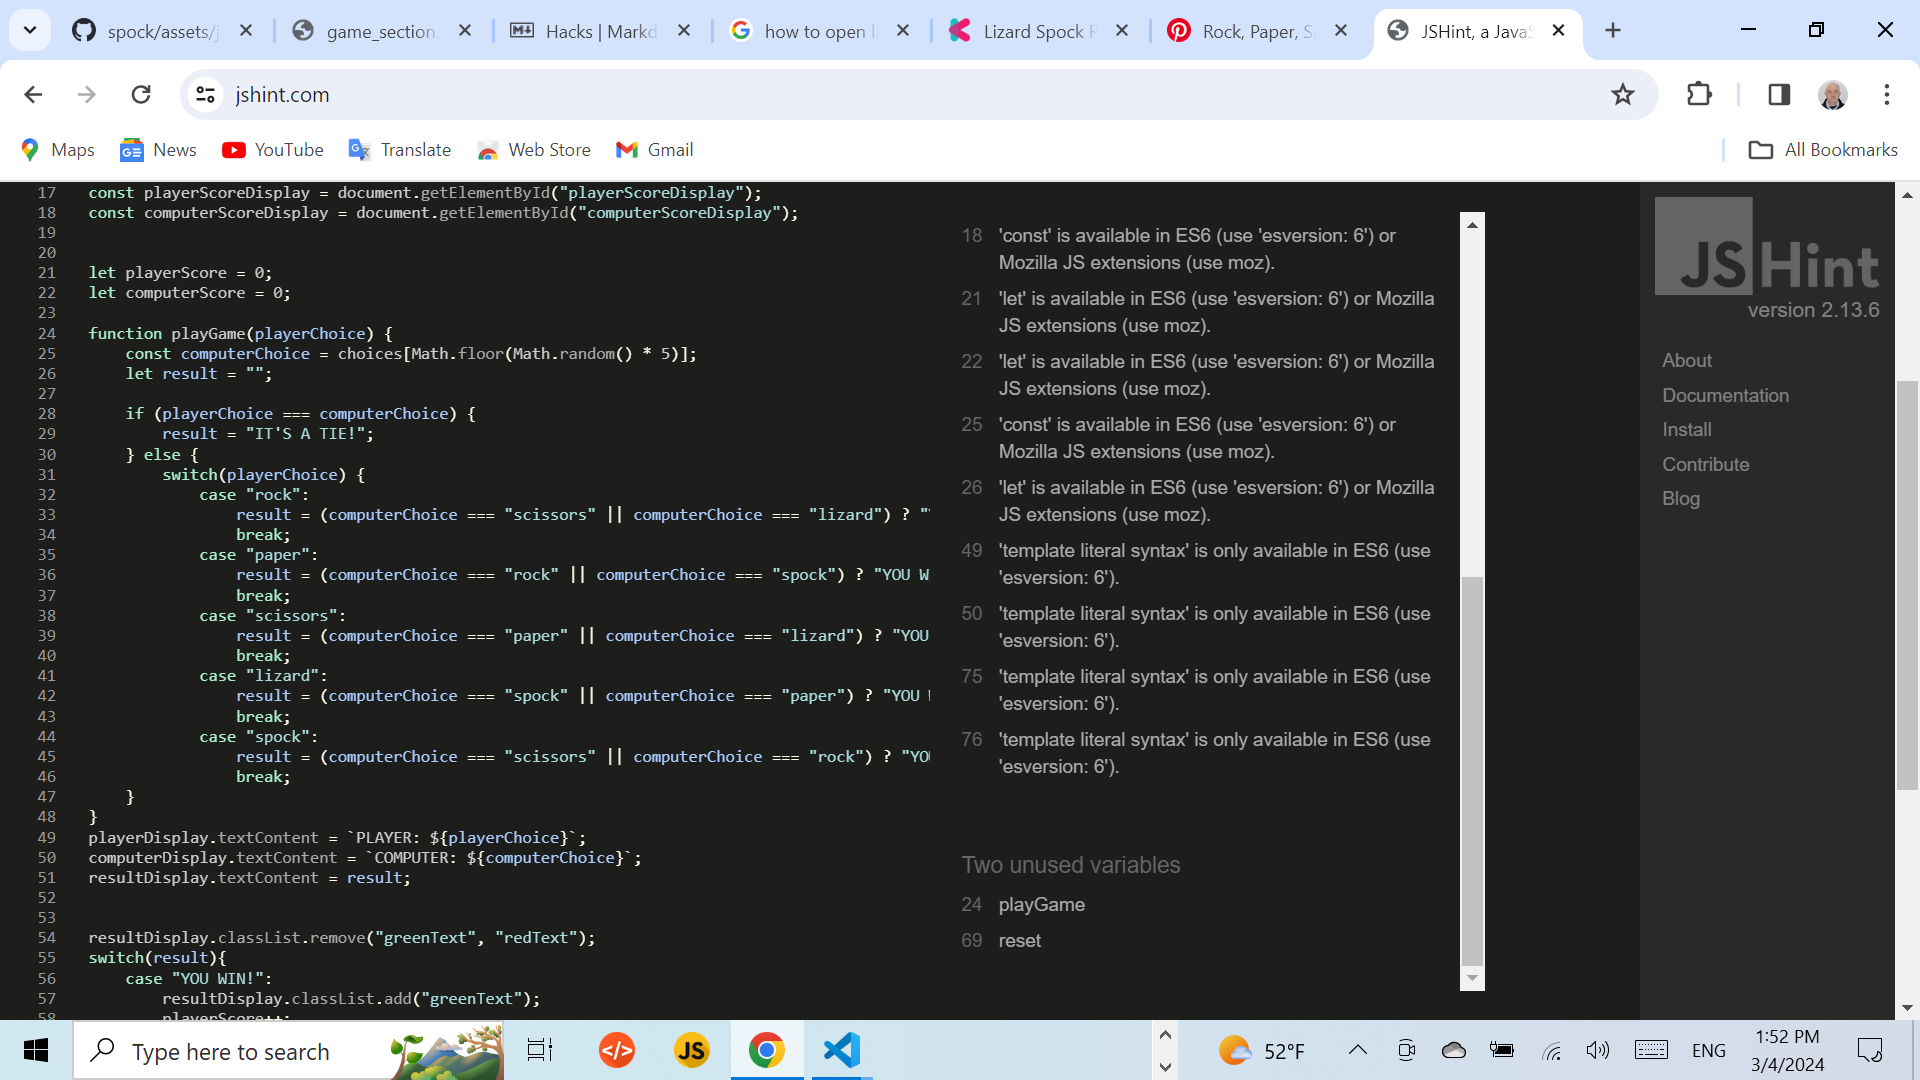 spock/assets/j
game_section.
Hacks | Markd
how to open l
Lizard Spock R
Rock, Paper, S
JSHint, a JavaS
jshint.com
Maps
News
YouTube
Translate
Web Store
Gmail
All Bookmarks
17 const playerScoreDisplay = document.getElementById("playerScoreDisplay");
18 const computerScoreDisplay = document.getElementById("computerScoreDisplay");
19
20
21 let playerScore = 0;
22 let computerScore = 0;
23
24 function playGame(playerChoice) {
25 const computerChoice = choices[Math.floor(Math.random() * 5)];
26 let result = "";
27
28 if (playerChoice === computerChoice) {
29 result = "IT'S A TIE!";
30 } else {
31 switch(playerChoice) {
32 case "rock":
33 result = (computerChoice === "scissors" || computerChoice === "lizard") ? "
34 break;
35 case "paper":
36 result = (computerChoice === "rock" || computerChoice === "spock") ? "YOU W
37 break;
38 case "scissors":
39 result = (computerChoice === "paper" || computerChoice === "lizard") ? "YOU
40 break;
41 case "lizard":
42 result = (computerChoice === "spock" || computerChoice === "paper") ? "YOU
43 break;
44 case "spock":
45 result = (computerChoice === "scissors" || computerChoice === "rock") ? "YOU
46 break;
47 }
48 }
49 playerDisplay.textContent = `PLAYER: ${playerChoice}`;
50 computerDisplay.textContent = `COMPUTER: ${computerChoice}`;
51 resultDisplay.textContent = result;
52
53
54 resultDisplay.classList.remove("greenText", "redText");
55 switch(result){
56 case "YOU WIN!":
57 resultDisplay.classList.add("greenText");
58 playerScore++;
18 'const' is available in ES6 (use 'esversion: 6') or
Mozilla JS extensions (use moz).
21 'let' is available in ES6 (use 'esversion: 6') or Mozilla
JS extensions (use moz).
22 'let' is available in ES6 (use 'esversion: 6') or Mozilla
JS extensions (use moz).
25 'const' is available in ES6 (use 'esversion: 6') or
Mozilla JS extensions (use moz).
26 'let' is available in ES6 (use 'esversion: 6') or Mozilla
JS extensions (use moz).
49 'template literal syntax' is only available in ES6 (use
'esversion: 6').
50 'template literal syntax' is only available in ES6 (use
'esversion: 6').
75 'template literal syntax' is only available in ES6 (use
'esversion: 6').
76 'template literal syntax' is only available in ES6 (use
'esversion: 6').
Two unused variables
24 playGame
69 reset
JSHint
version 2.13.6
About
Documentation
Install
Contribute
Blog
Type here to search
JS
52°F
ENG
1:52 PM
3/4/2024